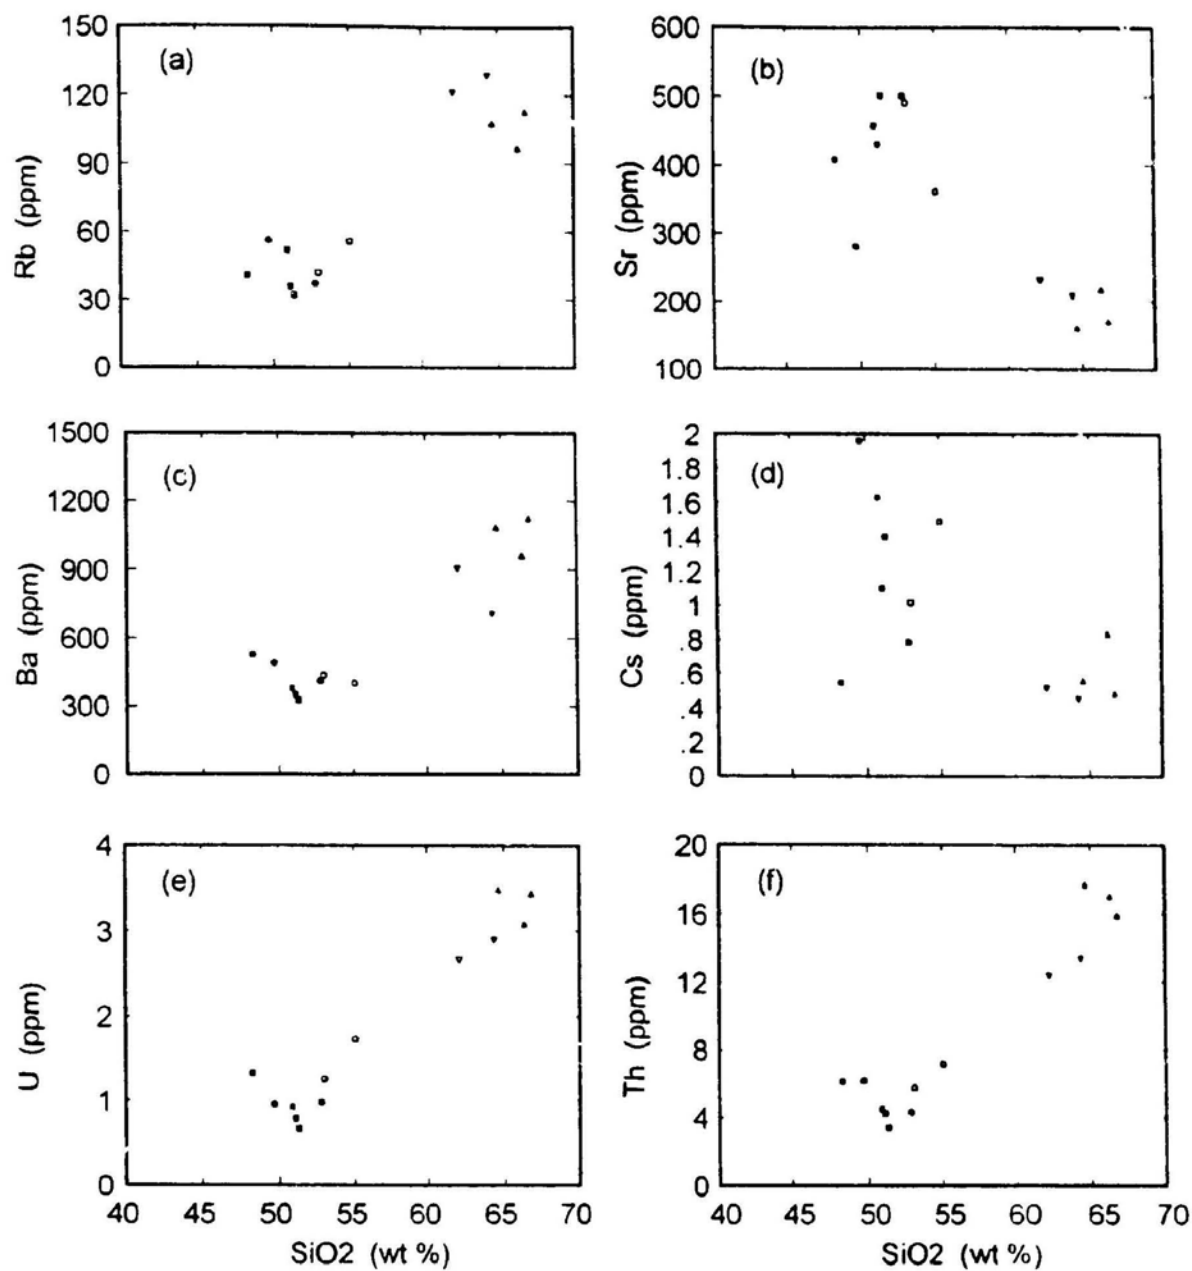 150
120
90
60
30
0
Rb (ppm)
(a)
600
500
400
300
200
100
Sr (ppm)
(b)
1500
1200
900
600
300
0
Ba (ppm)
(c)
2
1.8
1.6
1.4
1.2
1
.8
.6
.4
.2
0
Cs (ppm)
(d)
4
3
2
1
0
U (ppm)
(e)
40 45 50 55 60 65 70
SiO2 (wt %)
20
16
12
8
4
0
Th (ppm)
(f)
40 45 50 55 60 65 70
SiO2 (wt %)